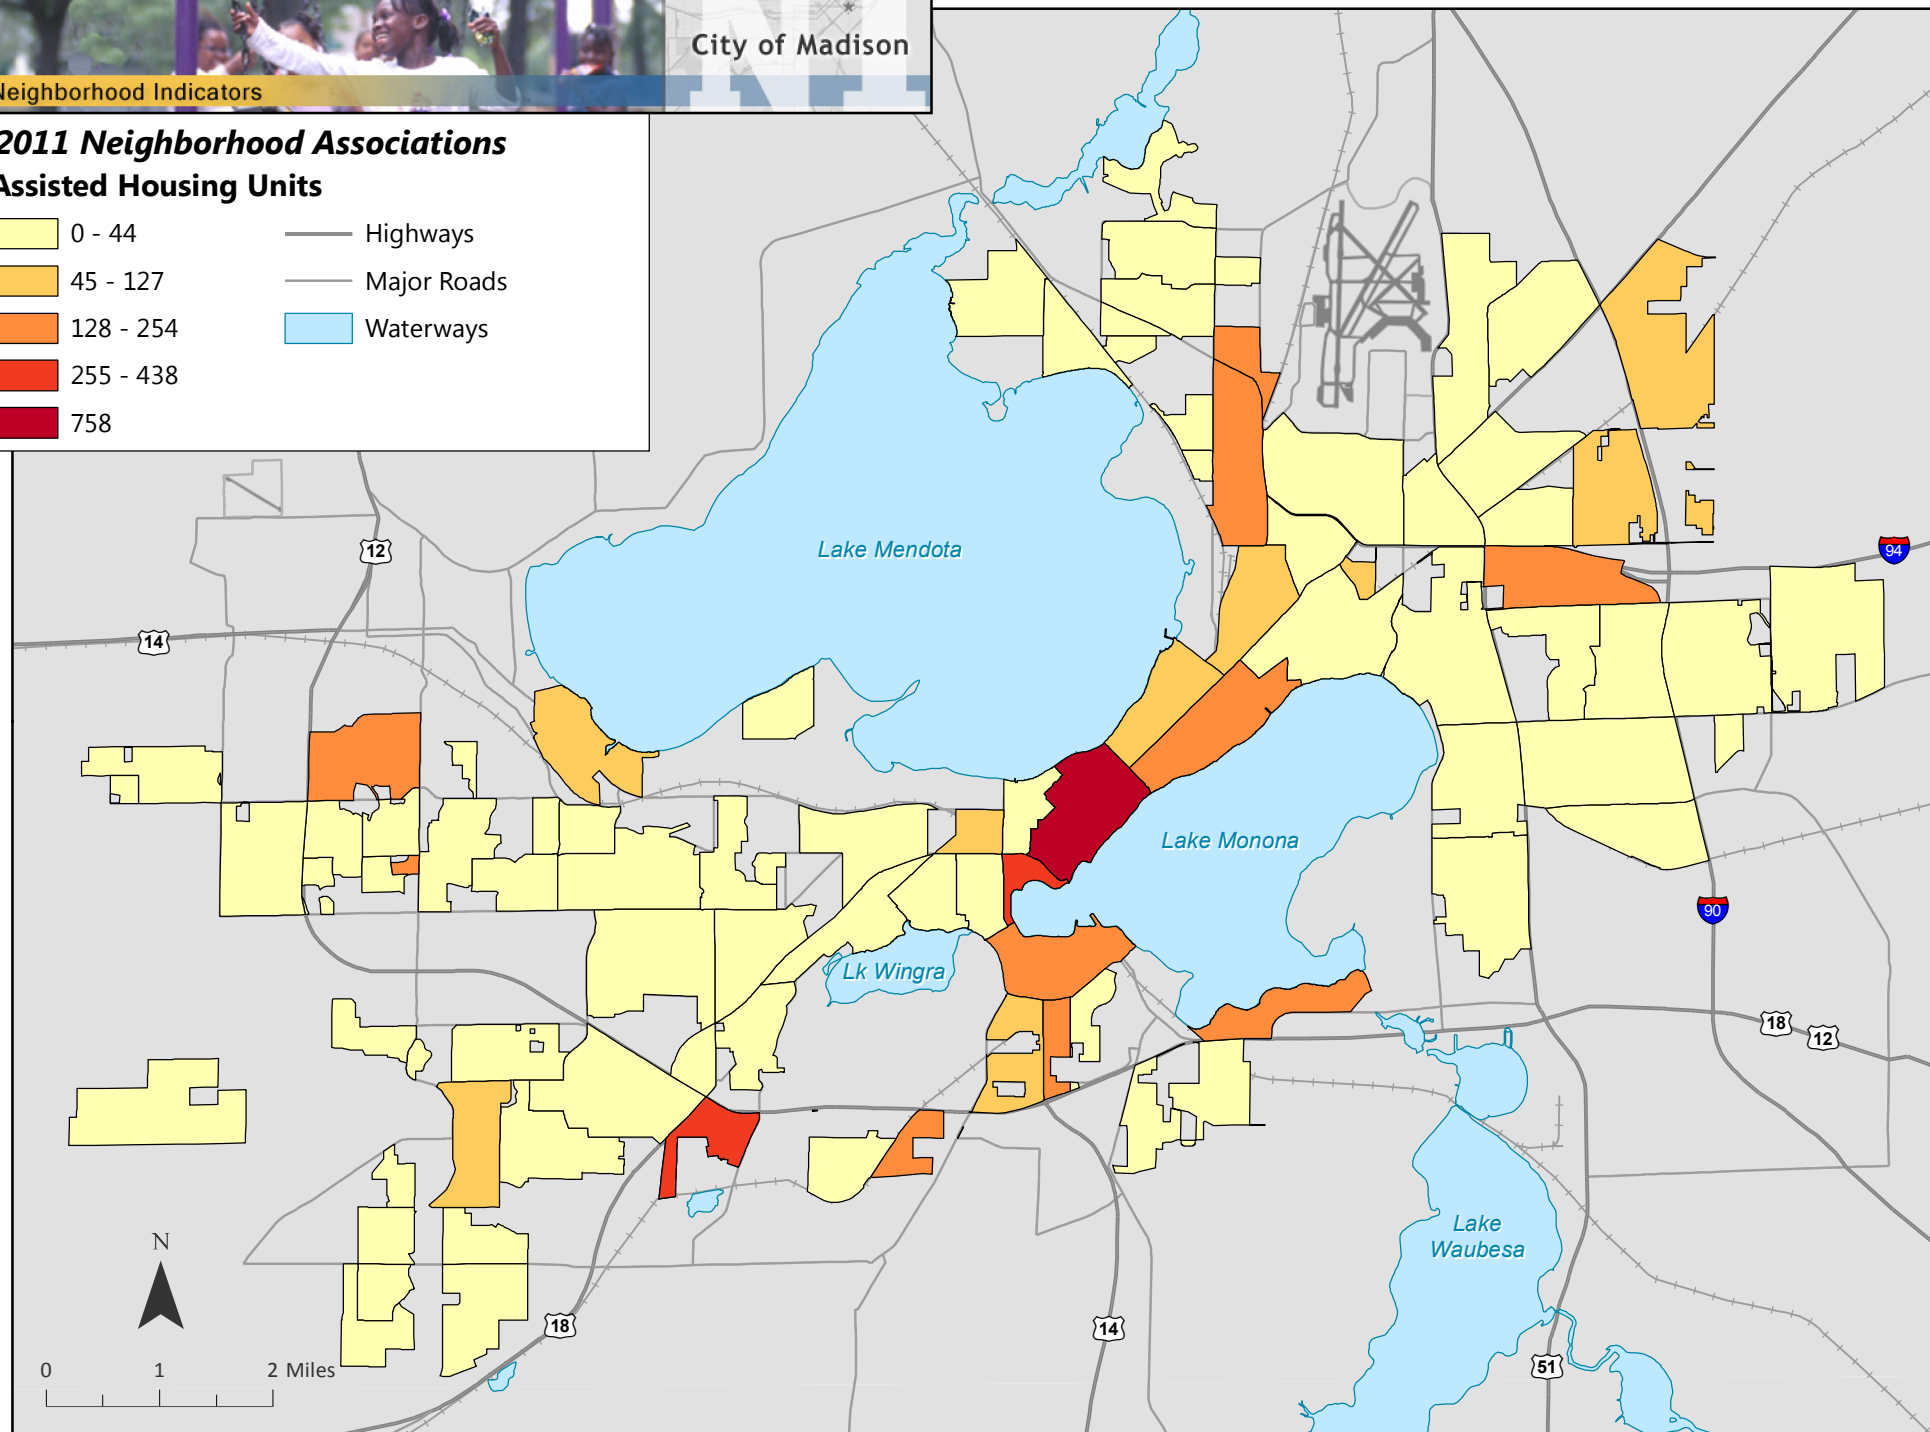 City of Madison
Neighborhood Indicators
NI
2011 Neighborhood Associations
Assisted Housing Units
0 - 44
45 - 127
128 - 254
255 - 438
758
Highways
Major Roads
Waterways
12
14
Lake Mendota
94
Lake Monona
90
Lk Wingra
18
12
Lake
Waubesa
N
18
14
51
0 1 2 Miles